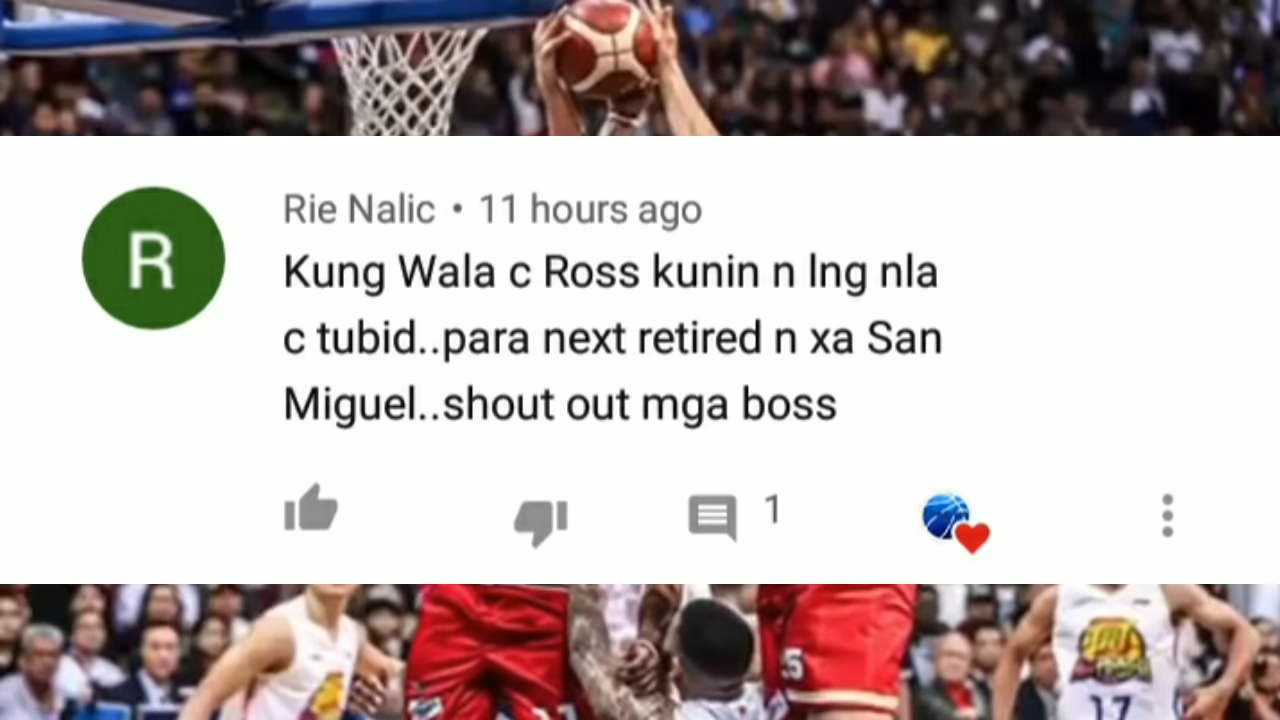 R
Rie Nalic • 11 hours ago
Kung Wala c Ross kunin n lng nla
c tubid..para next retired n xa San
Miguel..shout out mga boss
1
17